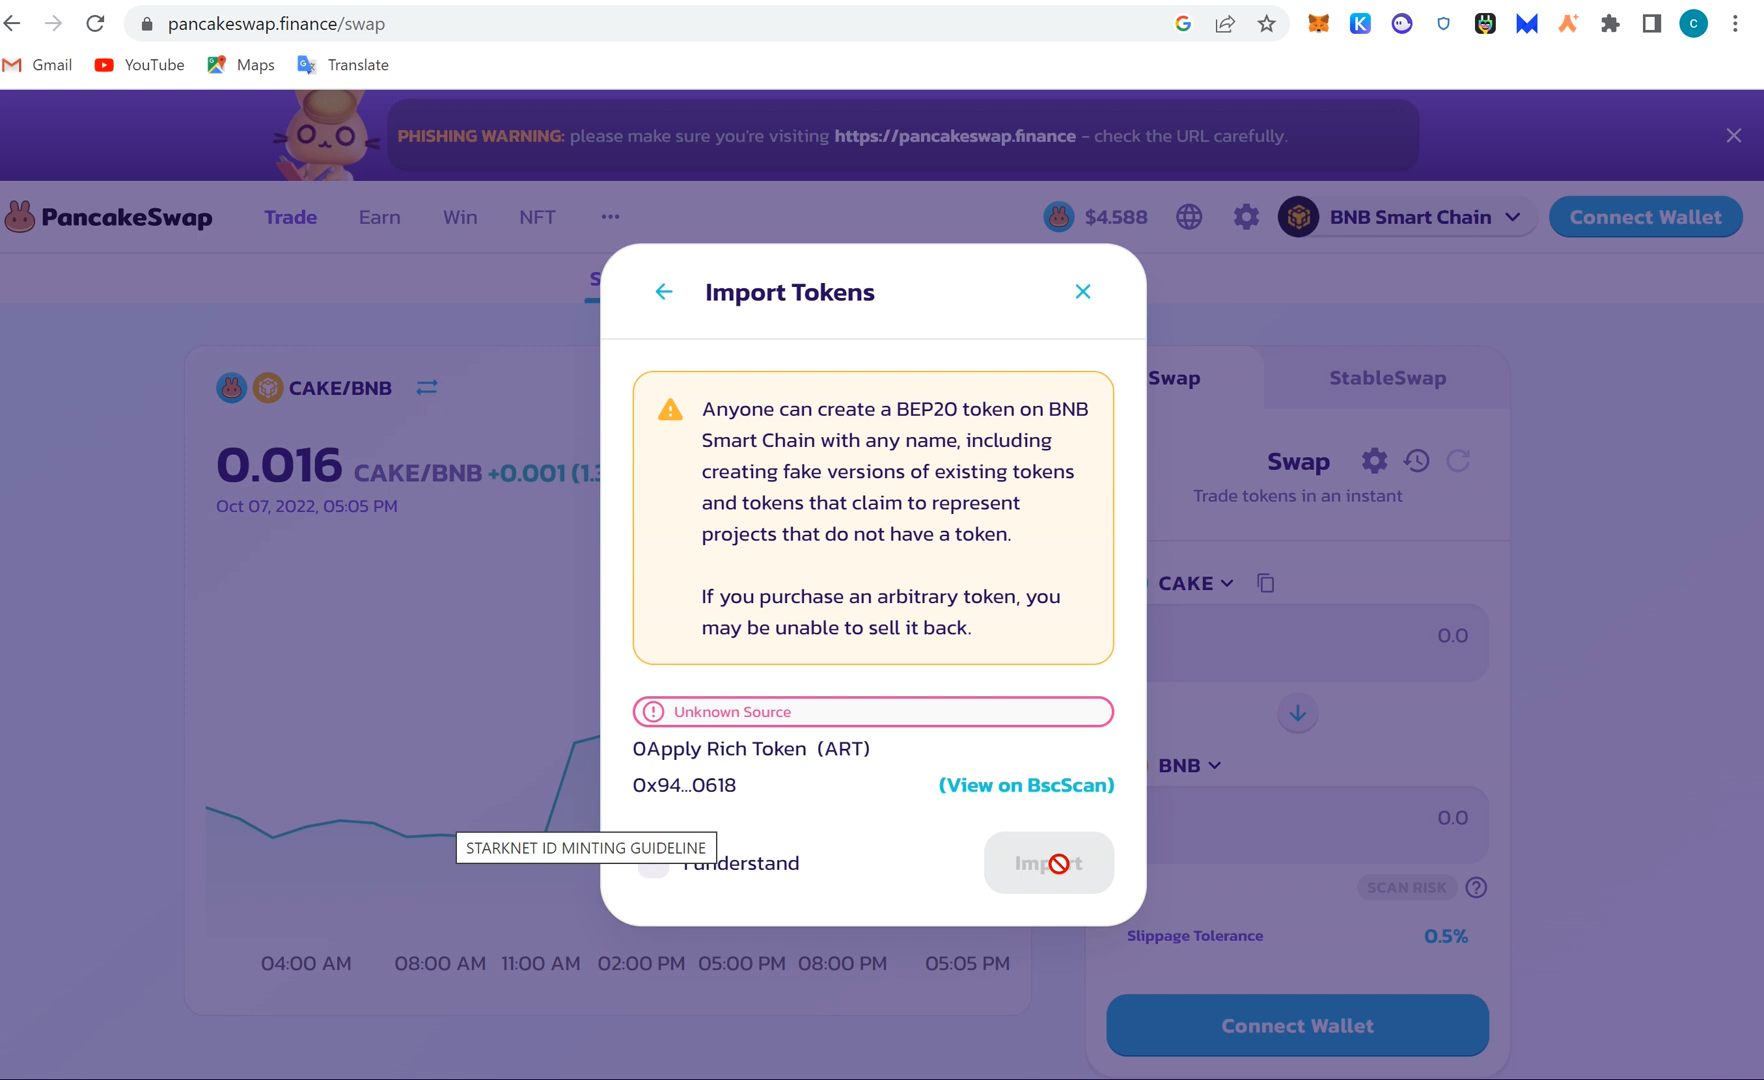 pancakeswap.finance/swap
K
C
Gmail
YouTube
Maps
Translate
PHISHING WARNING: please make sure you're visiting https://pancakeswap.finance - check the URL carefully.
PancakeSwap
Trade
Earn
Win
NFT
$4.588
BNB Smart Chain
Connect Wallet
Import Tokens
CAKE/BNB
0.016 CAKE/BNB +0.001 (1.3
Oct 07, 2022, 05:05 PM
Anyone can create a BEP20 token on BNB
Smart Chain with any name, including
creating fake versions of existing tokens
and tokens that claim to represent
projects that do not have a token.
If you purchase an arbitrary token, you
may be unable to sell it back.
Unknown Source
0Apply Rich Token (ART)
0x94...0618
(View on BscScan)
STARKNET ID MINTING GUIDELINE
understand
Import
04:00 AM
08:00 AM
11:00 AM
02:00 PM
05:00 PM
08:00 PM
05:05 PM
Swap
StableSwap
Swap
Trade tokens in an instant
CAKE
0.0
BNB
0.0
SCAN RISK
Slippage Tolerance
0.5%
Connect Wallet